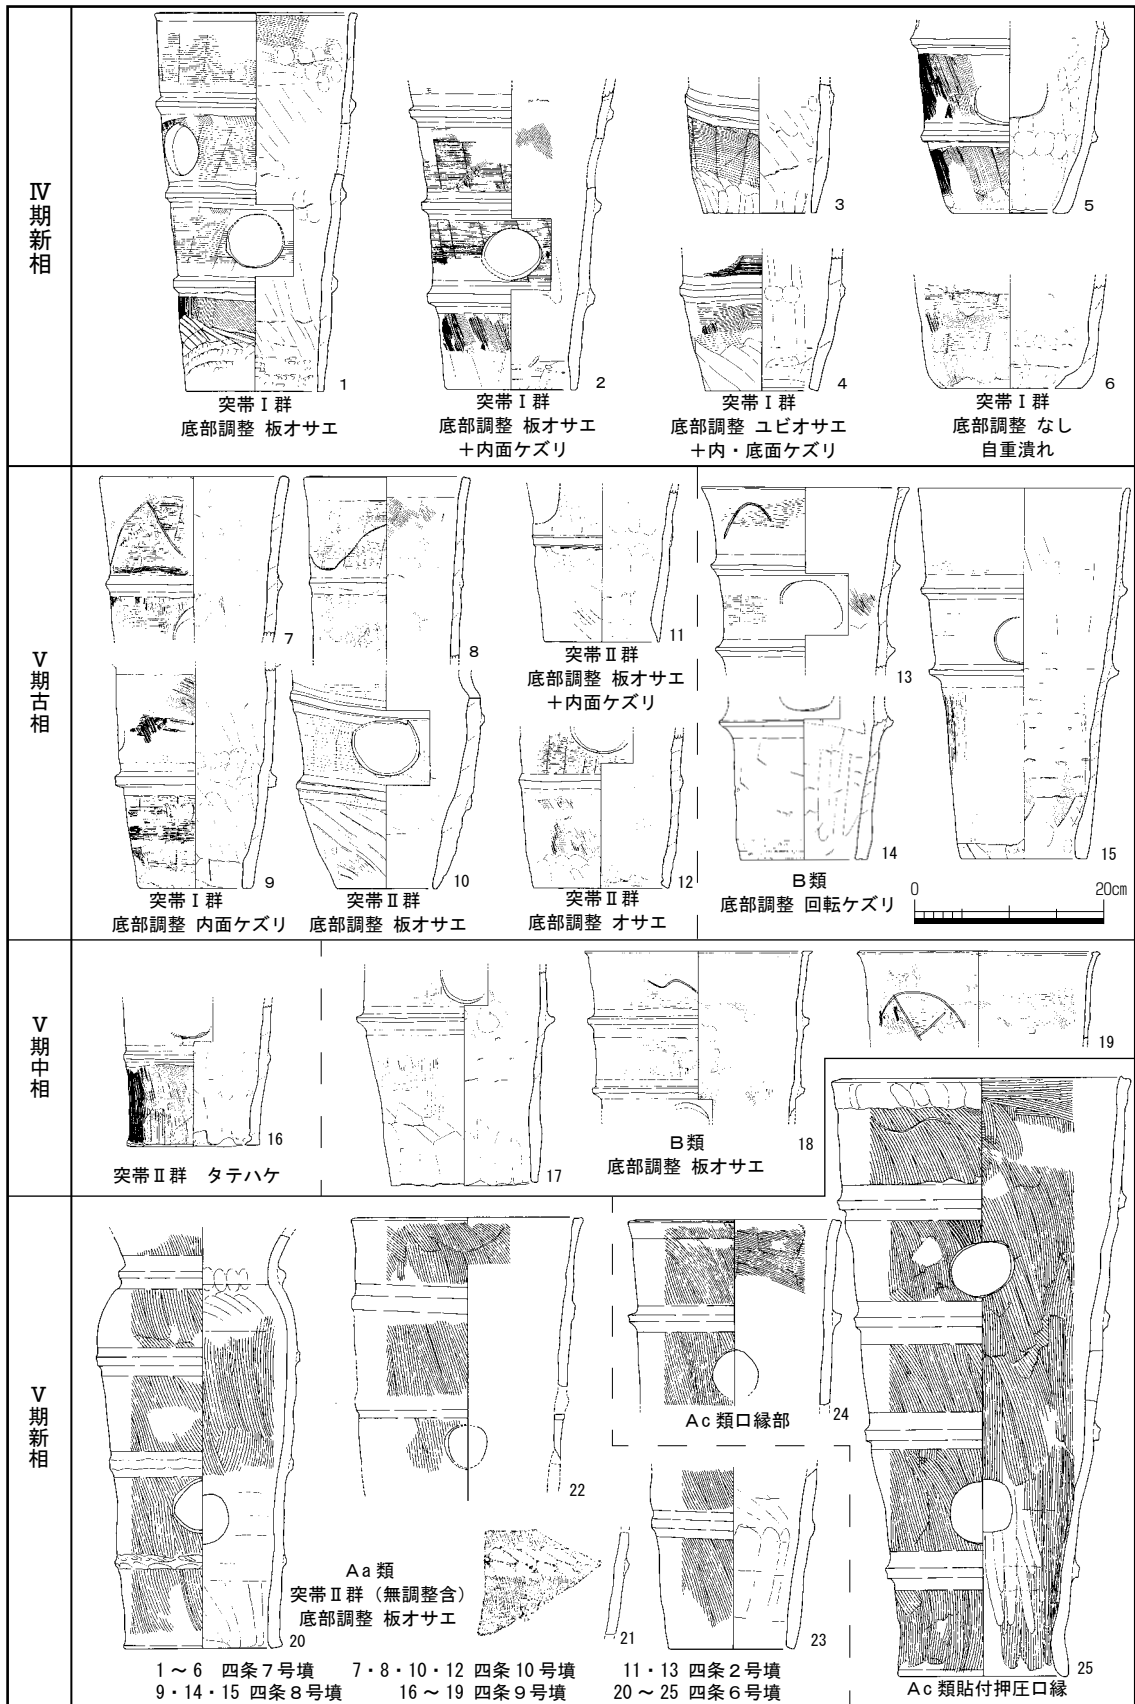 Ⅳ期新相
1
突帯Ⅰ群
底部調整 板オサエ
2
突帯Ⅰ群
底部調整 板オサエ
＋内面ケズリ
3
4
突帯Ⅰ群
底部調整 ユビオサエ
＋内・底面ケズリ
5
6
突帯Ⅰ群
底部調整 なし
自重潰れ
Ⅴ期古相
7
8
9
突帯Ⅰ群
底部調整 内面ケズリ
10
突帯Ⅱ群
底部調整 板オサエ
11
突帯Ⅱ群
底部調整 板オサエ
＋内面ケズリ
12
突帯Ⅱ群
底部調整 オサエ
13
14
15
B類
底部調整 回転ケズリ
0 20cm
Ⅴ期中相
16
突帯Ⅱ群 タテハケ
17
18
B類
底部調整 板オサエ
19
Ⅴ期新相
20
22
Aa類
突帯Ⅱ群（無調整含）
底部調整 板オサエ
21
24
Ac類口縁部
23
25
Ac類貼付押圧口縁
1～6 四条7号墳 7・8・10・12 四条10号墳 11・13 四条2号墳
9・14・15 四条8号墳 16～19 四条9号墳 20～25 四条6号墳